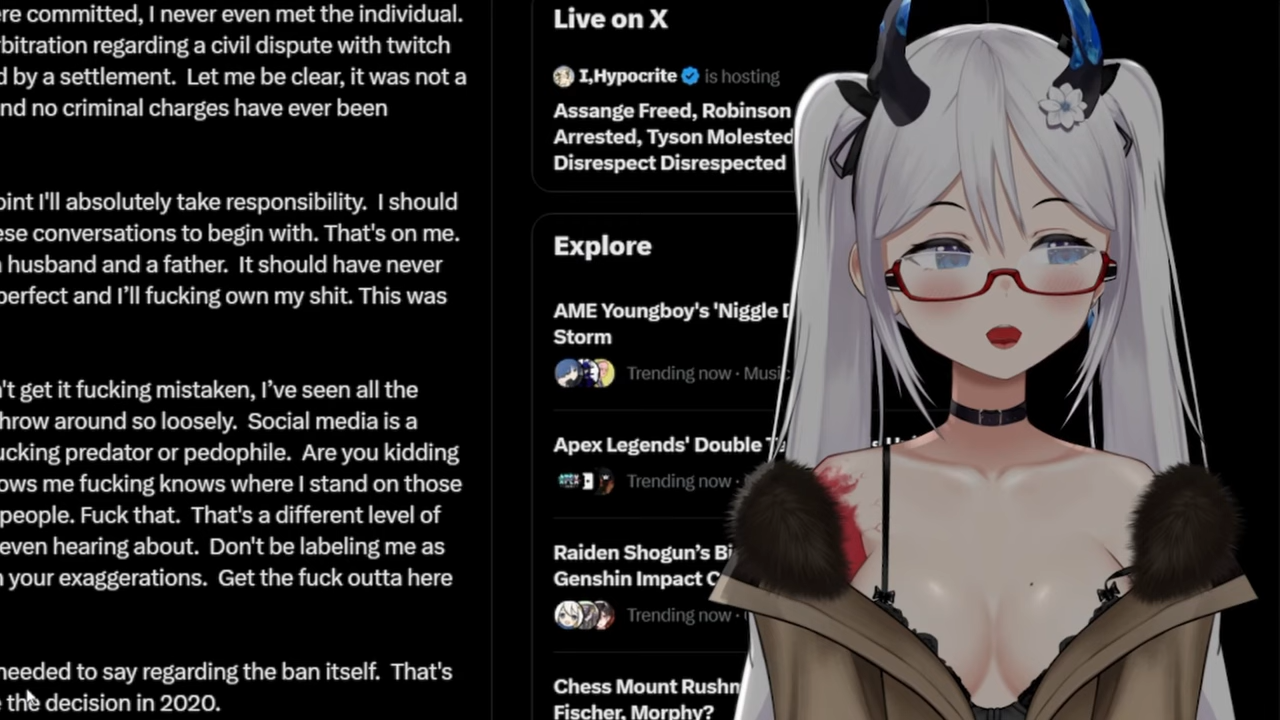 re committed, I never even met the individual.
rbitration regarding a civil dispute with twitch
d by a settlement. Let me be clear, it was not a
nd no criminal charges have ever been
oint I'll absolutely take responsibility. I should
ese conversations to begin with. That's on me.
a husband and a father. It should have never
perfect and I'll fucking own my shit. This was
't get it fucking mistaken, I've seen all the
hrow around so loosely. Social media is a
ucking predator or pedophile. Are you kidding
ows me fucking knows where I stand on those
people. Fuck that. That's a different level of
even hearing about. Don't be labeling me as
n your exaggerations. Get the fuck outta here
needed to say regarding the ban itself. That's
e the decision in 2020.
Live on X
I,Hypocrite is hosting
Assange Freed, Robinson
Arrested, Tyson Molested
Disrespect Disrespected
Explore
AME Youngboy's 'Niggle D
Storm
Trending now · Music
Apex Legends' Double T
Trending now ·
Raiden Shogun's Bi
Genshin Impact C
Trending now ·
Chess Mount Rushm
Fischer, Morphy?